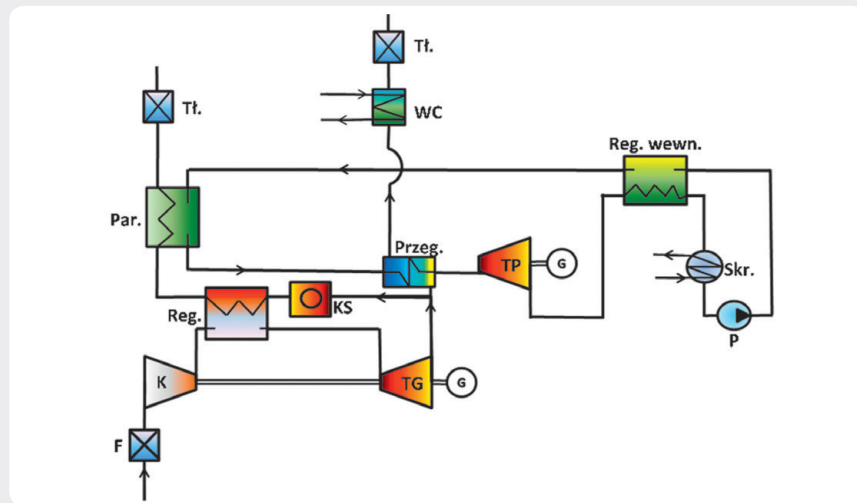 Tł.
Tł.
WC
Reg. wewn.
Par.
Przeg.
TP
G
Skr.
KS
Reg.
P
K
TG
G
F